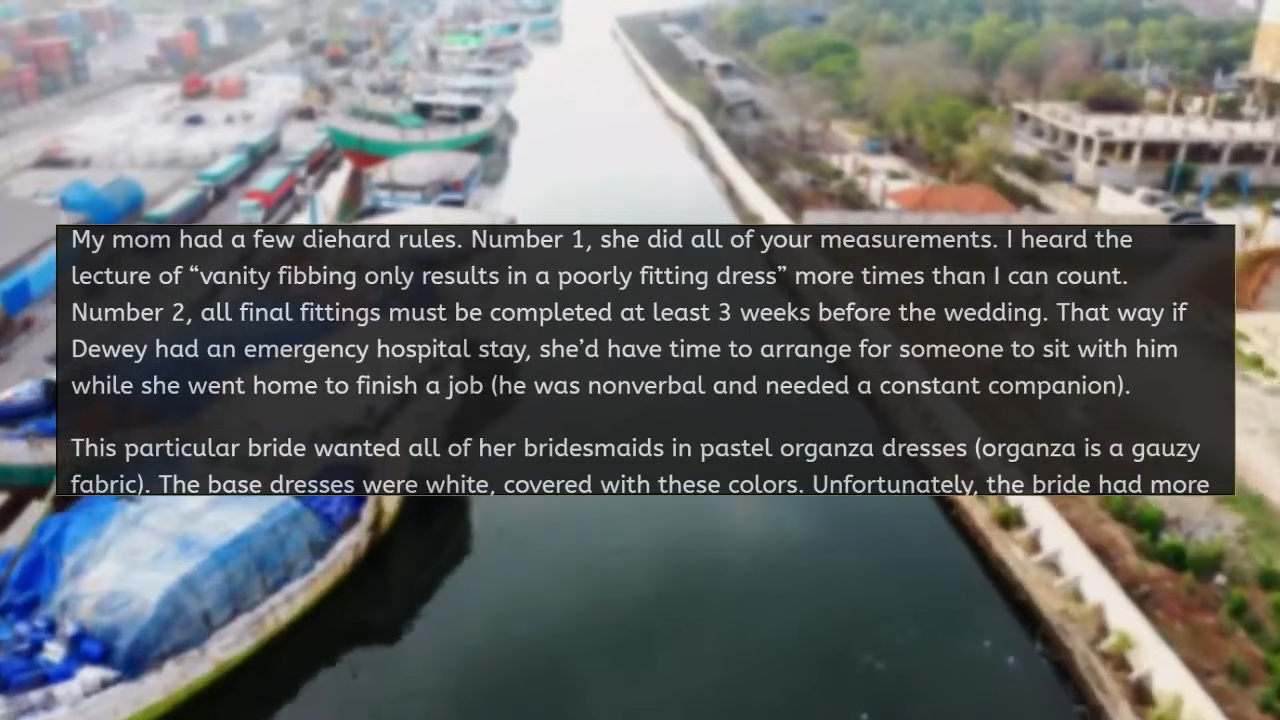 My mom had a few diehard rules. Number 1, she did all of your measurements. I heard the
lecture of “vanity fibbing only results in a poorly fitting dress” more times than I can count.
Number 2, all final fittings must be completed at least 3 weeks before the wedding. That way if
Dewey had an emergency hospital stay, she’d have time to arrange for someone to sit with him
while she went home to finish a job (he was nonverbal and needed a constant companion).
This particular bride wanted all of her bridesmaids in pastel organza dresses (organza is a gauzy
fabric). The base dresses were white, covered with these colors. Unfortunately, the bride had more